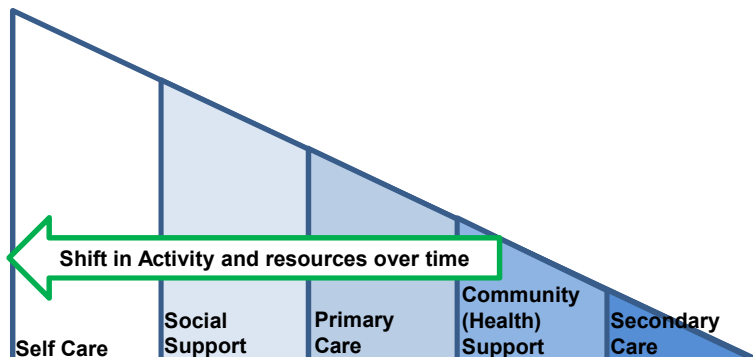 Shift in Activity and resources over time
Self Care
Social
Support
Primary
Care
Community
(Health)
Support
Secondary
Care